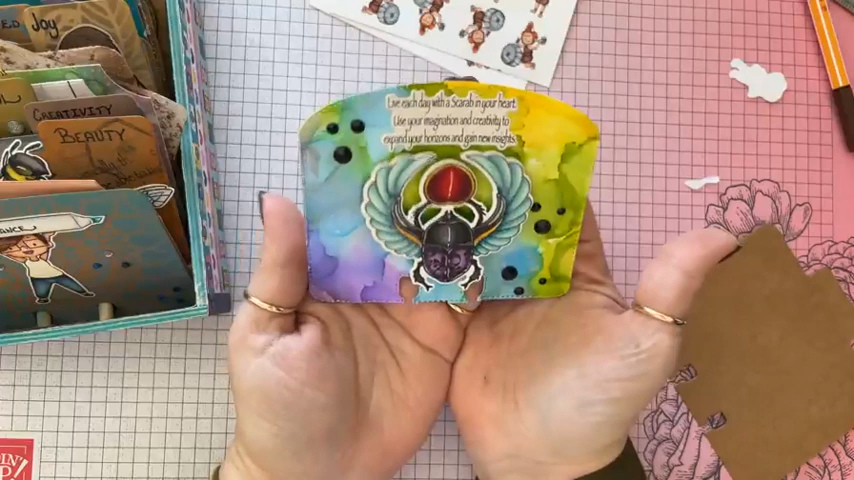 Joy
CREATIVITY
BEAUTY
Live each day with a Scarab in your heart.
Use your magination and creativity to
expand your horizons and gain new insights.